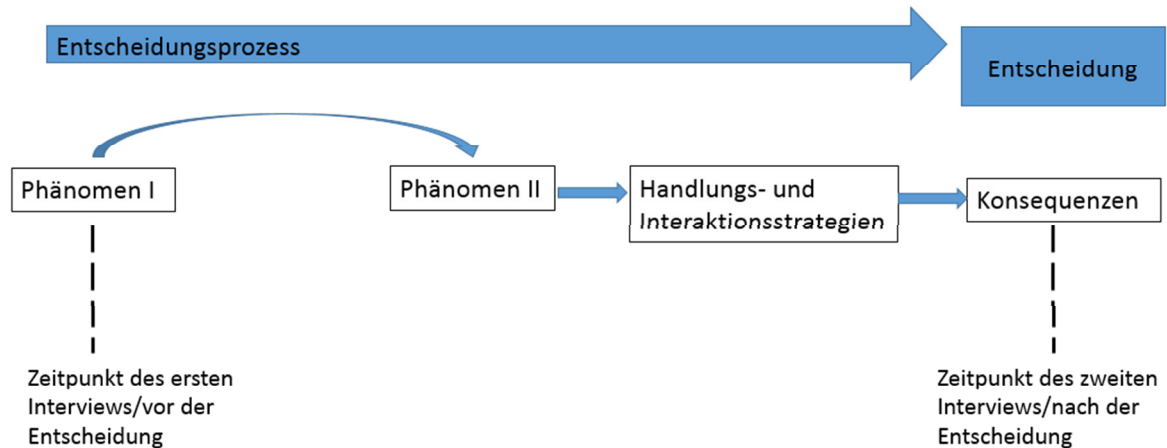 Entscheidungsprozess
Entscheidung
Phänomen I
Phänomen II
Handlungs- und
Interaktionsstrategien
Konsequenzen
Zeitpunkt des ersten
Interviews/vor der
Entscheidung
Zeitpunkt des zweiten
Interviews/nach der
Entscheidung